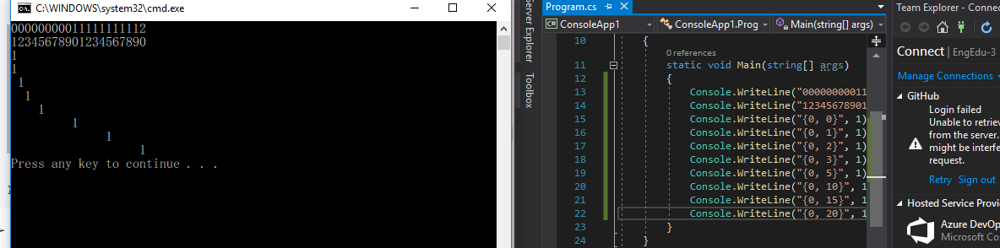 C:\WINDOWS\system32\cmd.exe
00000000011111111112
12345678901234567890
1
1
1
1
1
1
1
1
Press any key to continue . . .
Server Explorer
Toolbox
Program.cs
ConsoleApp1
ConsoleApp1.Prog
Main(string[] args)
10 {
0 references
11 static void Main(string[] args)
12 {
13 Console.WriteLine("0000000011
14 Console.WriteLine("12345678901
15 Console.WriteLine("{0, 0}", 1)
16 Console.WriteLine("{0, 1}", 1)
17 Console.WriteLine("{0, 2}", 1)
18 Console.WriteLine("{0, 3}", 1)
19 Console.WriteLine("{0, 5}", 1)
20 Console.WriteLine("{0, 10}", 1
21 Console.WriteLine("{0, 15}", 1
22 Console.WriteLine("{0, 20}", 1
23 }
24 }
Team Explorer - Connec
Connect | EngEdu-3
Manage Connections
GitHub
Login failed
Unable to retrie
from the server.
might be interfe
request.
Retry Sign out
Hosted Service Provi
Azure DevOp
Microsoft Co